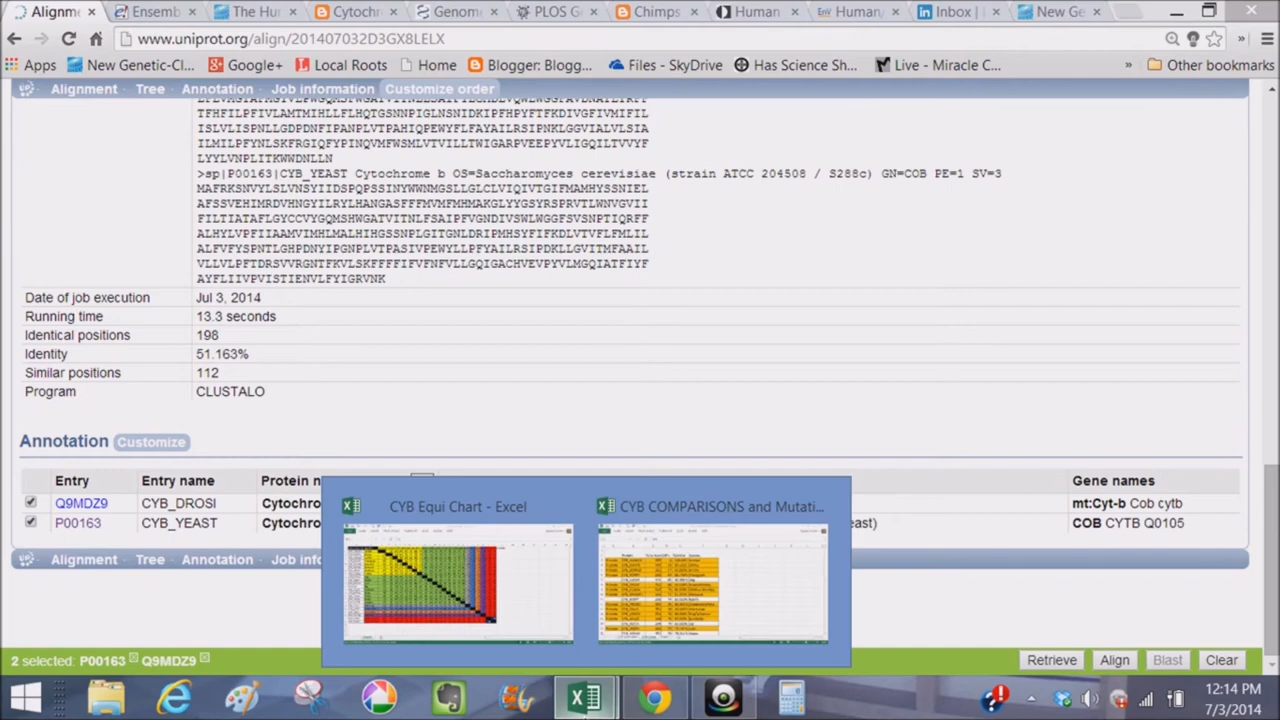 Alignm
Ensemb
The Hu
Cytochr
Genom
PLOS G
Chimps
Human
Human/
Inbox |
New Ge
www.uniprot.org/align/201407032D3GX8LELX
Apps
New Genetic-Cl...
Google+
Local Roots
Home
Blogger: Blogg...
Files - SkyDrive
Has Science Sh...
Live - Miracle C...
» Other bookmarks
Alignment · Tree · Annotation · Job information · Customize order
TFHFILPFIVLAMTMIHLLFLHQTGSNNPIGLNSNIDKIPFHPYFTFKDIVGFIVMIFIL
ISLVLISPNLLGDPDNFIPANPLVTPAHIQPEWYFLFAYAILRSIPNKLGGVIALVLSIA
ILMILPFYNLSKFRGIQFYPINQVMFWSMLVTVILLTWIGARPVEEPYVLIGQILTVVYF
LYYLVNPLITKWWDNLLN
>sp|P00163|CYB_YEAST Cytochrome b OS=Saccharomyces cerevisiae (strain ATCC 204508 / S288c) GN=COB PE=1 SV=3
MAFRKSNVYLSLVNSYIIDSPQPSSINYWWNMGSLLGLCLVIQIVTGIFMAMHYSSNIEL
AFSSVEHIMRDVHNGYILRYLHANGASFFFMVMFMHMAKGLYYGSYRSPRVTLWNVGVII
FILTIATAFLGYCCVYGQMSHWGATVITNLFSAIPFVGNDIVSWLWGGFSVSNPTIQRFF
ALHYLVPFIIAAMVIMHLMALHIHGSSNPLGITGNLDRIPMHSYFIFKDLVTVFLFMLIL
ALFVFYSPNTLGHPDNYIPGNPLVTPASIVPEWYLLPFYAILRSIPDKLLGVITMFAAIL
VLLVLPFTDRSVVRGNTFKVLSKFFFFIFVFNFVLLGQIGACHVEVPYVLMGQIATFIYF
AYFLIIVPVISTIENVLFYIGRVNK
Date of job execution Jul 3, 2014
Running time 13.3 seconds
Identical positions 198
Identity 51.163%
Similar positions 112
Program CLUSTALO
Annotation Customize
Entry Entry name Protein n Gene names
Q9MDZ9 CYB_DROSI Cytochro mt:Cyt-b Cob cytb
P00163 CYB_YEAST Cytochro east) COB CYTB Q0105
Alignment · Tree · Annotation · Job info
CYB Equi Chart - Excel
CYB COMPARISONS and Mutati...
2 selected: P00163 Q9MDZ9
Retrieve Align Blast Clear
12:14 PM
7/3/2014